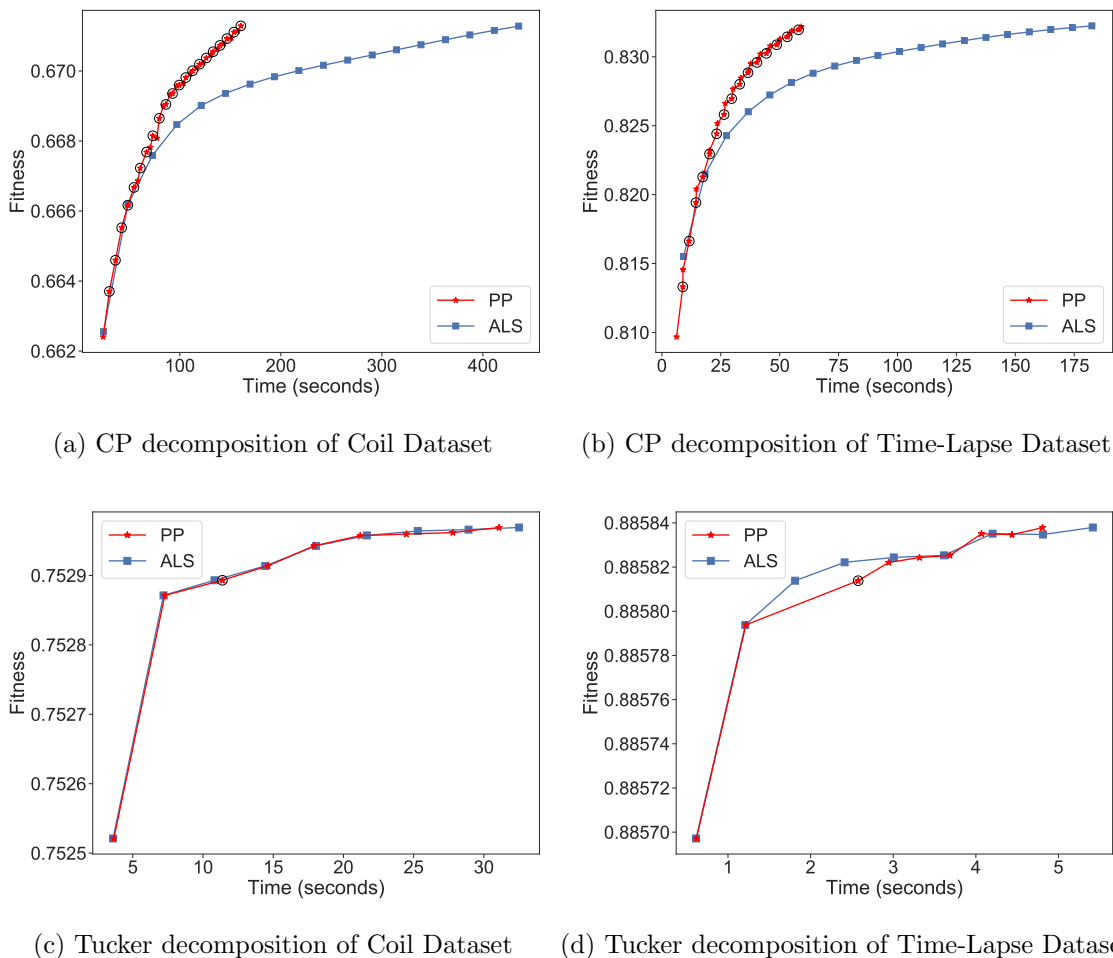 0.670
0.668
0.666
0.664
0.662
Fitness
PP
ALS
100
200
300
400
Time (seconds)
(a) CP decomposition of Coil Dataset
0.830
0.825
0.820
0.815
0.810
Fitness
PP
ALS
0
25
50
75
100
125
150
175
Time (seconds)
(b) CP decomposition of Time-Lapse Dataset
0.7529
0.7528
0.7527
0.7526
0.7525
Fitness
PP
ALS
5
10
15
20
25
30
Time (seconds)
(c) Tucker decomposition of Coil Dataset
0.88584
0.88582
0.88580
0.88578
0.88576
0.88574
0.88572
0.88570
Fitness
PP
ALS
1
2
3
4
5
Time (seconds)
(d) Tucker decomposition of Time-Lapse Datase